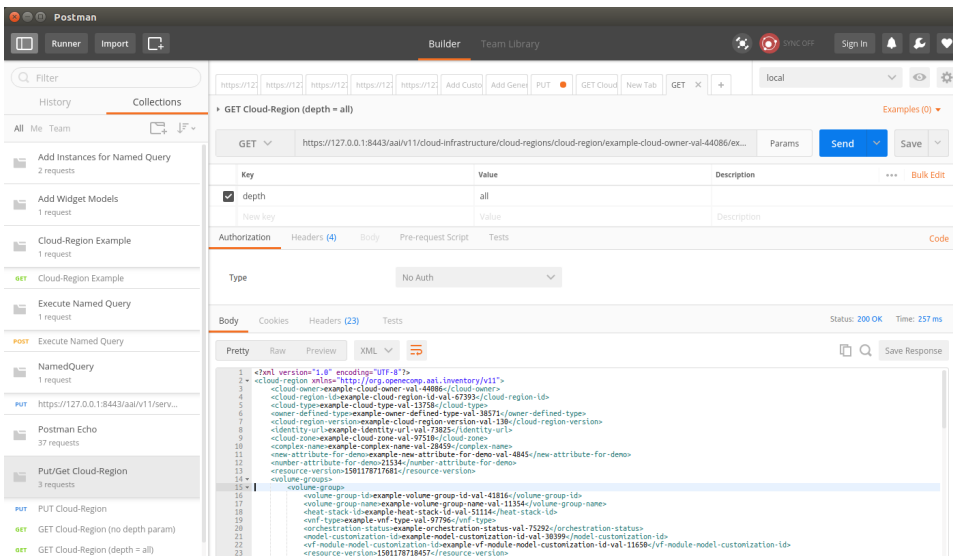 Postman
Runner Import Builder Team Library SYNC OFF Sign In
Filter
History Collections
All Me Team
Add Instances for Named Query
2 requests
Add Widget Models
1 request
Cloud-Region Example
1 request
GET Cloud-Region Example
Execute Named Query
1 request
POST Execute Named Query
NamedQuery
1 request
PUT https://127.0.0.1:8443/aai/v11/serv...
Postman Echo
37 requests
Put/Get Cloud-Region
3 requests
PUT PUT Cloud-Region
GET GET Cloud-Region (no depth param)
GET GET Cloud-Region (depth = all)
https://127 https://127 https://127 https://127 https://127 Add Custo Add Gener PUT GET Cloud New Tab GET × + local
GET Cloud-Region (depth = all) Examples (0)
GET https://127.0.0.1:8443/aai/v11/cloud-infrastructure/cloud-regions/cloud-region/example-cloud-owner-val-44086/ex... Params Send Save
Key Value Description ••• Bulk Edit
depth all
New key Value Description
Authorization Headers (4) Body Pre-request Script Tests Code
Type No Auth
Body Cookies Headers (23) Tests Status: 200 OK Time: 257 ms
Pretty Raw Preview XML Save Response
1 <?xml version="1.0" encoding="UTF-8"?>
2 <cloud-region xmlns="http://org.openecomp.aai.inventory/v11">
3 <cloud-owner>example-cloud-owner-val-44086</cloud-owner>
4 <cloud-region-id>example-cloud-region-id-val-67393</cloud-region-id>
5 <cloud-type>example-cloud-type-val-13758</cloud-type>
6 <owner-defined-type>example-owner-defined-type-val-38571</owner-defined-type>
7 <cloud-region-version>example-cloud-region-version-val-130</cloud-region-version>
8 <identity-url>example-identity-url-val-73825</identity-url>
9 <cloud-zone>example-cloud-zone-val-97510</cloud-zone>
10 <complex-name>example-complex-name-val-28459</complex-name>
11 <new-attribute-for-demo>example-new-attribute-for-demo-val-4845</new-attribute-for-demo>
12 <number-attribute-for-demo>21534</number-attribute-for-demo>
13 <resource-version>1501178717681</resource-version>
14 <volume-groups>
15 <volume-group>
16 <volume-group-id>example-volume-group-id-val-41816</volume-group-id>
17 <volume-group-name>example-volume-group-name-val-11354</volume-group-name>
18 <heat-stack-id>example-heat-stack-id-val-51114</heat-stack-id>
19 <vnf-type>example-vnf-type-val-97796</vnf-type>
20 <orchestration-status>example-orchestration-status-val-75292</orchestration-status>
21 <model-customization-id>example-model-customization-id-val-30399</model-customization-id>
22 <vf-module-model-customization-id>example-vf-module-model-customization-id-val-11650</vf-module-model-customization-id>
23 <resource-version>1501178718457</resource-version>